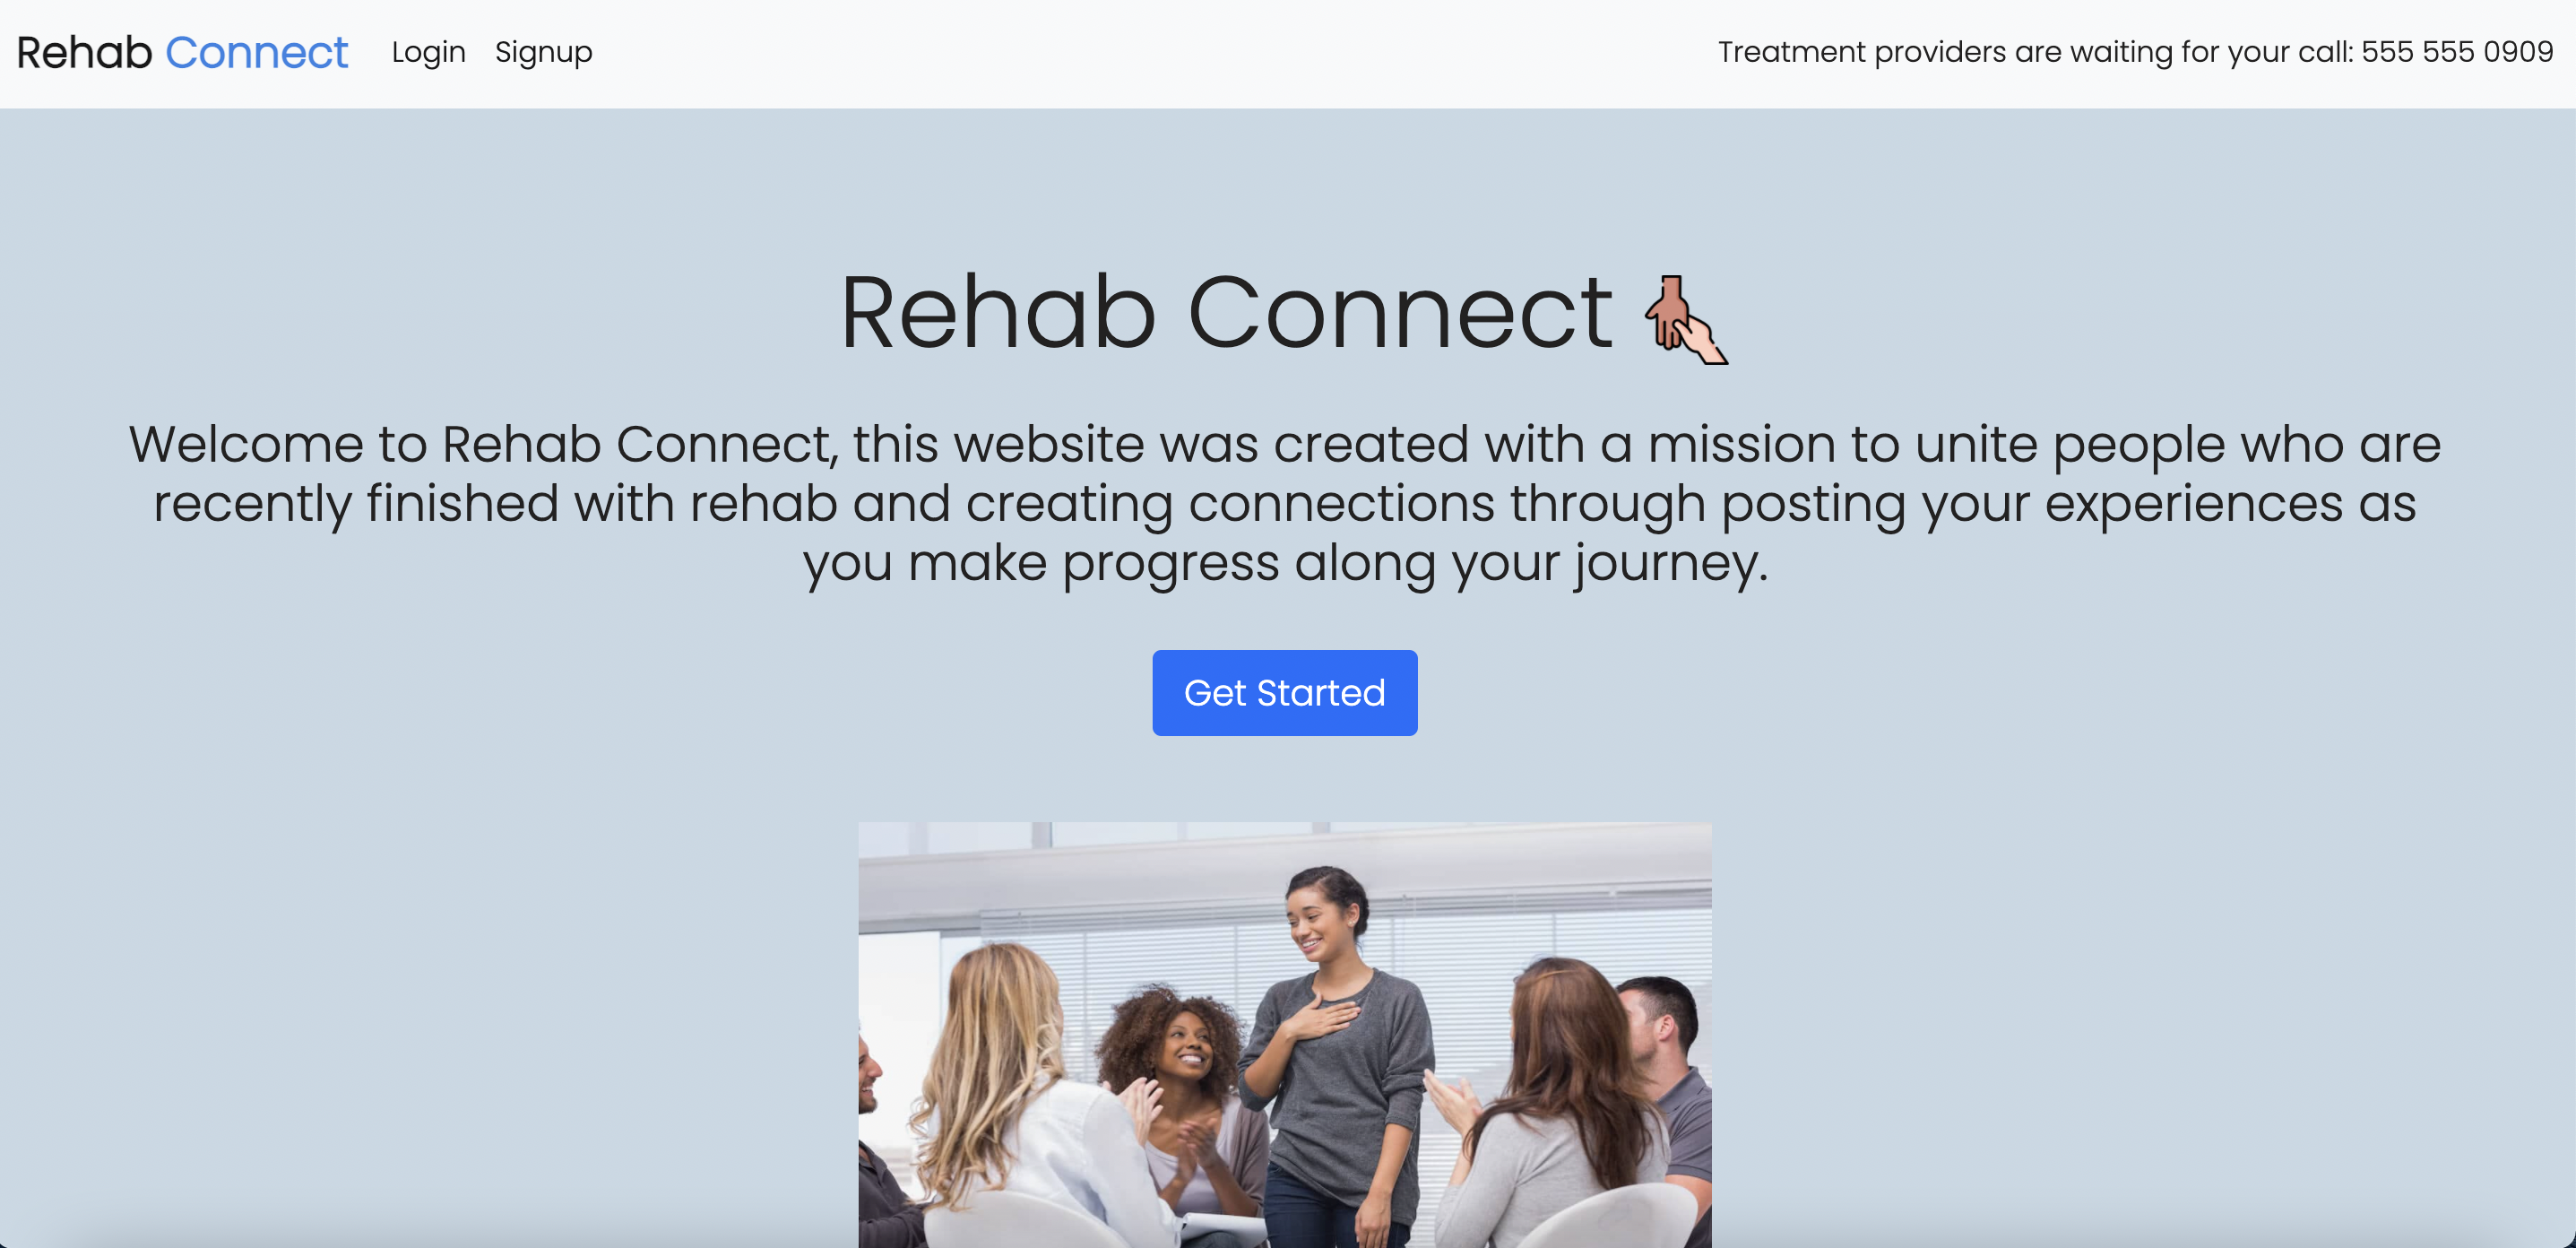 Rehab Connect Login Signup Treatment providers are waiting for your call: 555 555 0909
Rehab Connect
Welcome to Rehab Connect, this website was created with a mission to unite people who are
recently finished with rehab and creating connections through posting your experiences as
you make progress along your journey.
Get Started